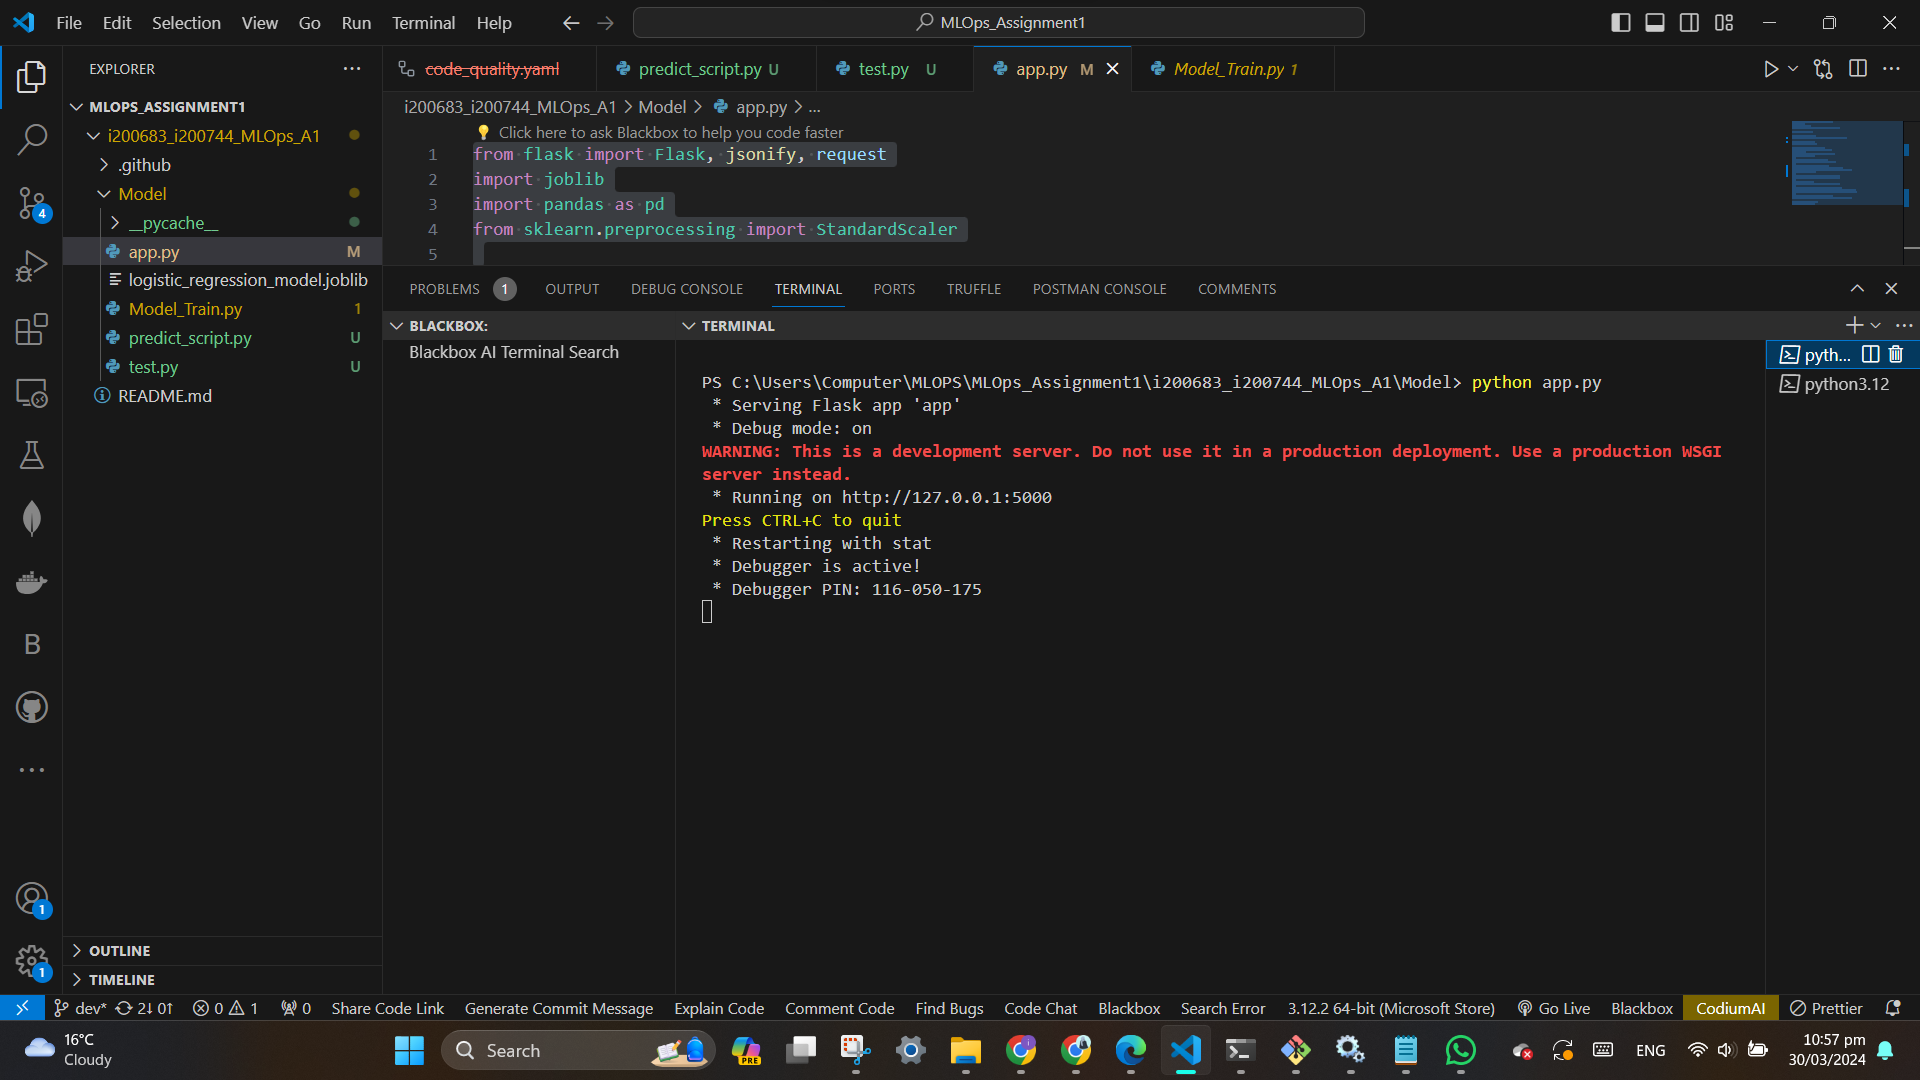 File Edit Selection View Go Run Terminal Help
MLOps_Assignment1
EXPLORER
MLOPS_ASSIGNMENT1
i200683_i200744_MLOps_A1
.github
Model
__pycache__
app.py M
logistic_regression_model.joblib
Model_Train.py 1
predict_script.py U
test.py U
README.md
OUTLINE
TIMELINE
4
1
1
code_quality.yaml predict_script.py U test.py U app.py M Model_Train.py 1
i200683_i200744_MLOps_A1 > Model > app.py > ...
Click here to ask Blackbox to help you code faster
1 from flask import Flask, jsonify, request
2 import joblib
3 import pandas as pd
4 from sklearn.preprocessing import StandardScaler
5
PROBLEMS 1 OUTPUT DEBUG CONSOLE TERMINAL PORTS TRUFFLE POSTMAN CONSOLE COMMENTS
BLACKBOX:
Blackbox AI Terminal Search
TERMINAL
PS C:\Users\Computer\MLOPS\MLOps_Assignment1\i200683_i200744_MLOps_A1\Model> python app.py
* Serving Flask app 'app'
* Debug mode: on
WARNING: This is a development server. Do not use it in a production deployment. Use a production WSGI
server instead.
* Running on http://127.0.0.1:5000
Press CTRL+C to quit
* Restarting with stat
* Debugger is active!
* Debugger PIN: 116-050-175
pyth...
python3.12
dev* 2↓ 0↑ 0 1 0 Share Code Link Generate Commit Message Explain Code Comment Code Find Bugs Code Chat Blackbox Search Error 3.12.2 64-bit (Microsoft Store) Go Live Blackbox CodiumAI Prettier
16°C
Cloudy
Search
PRE
ENG
10:57 pm
30/03/2024